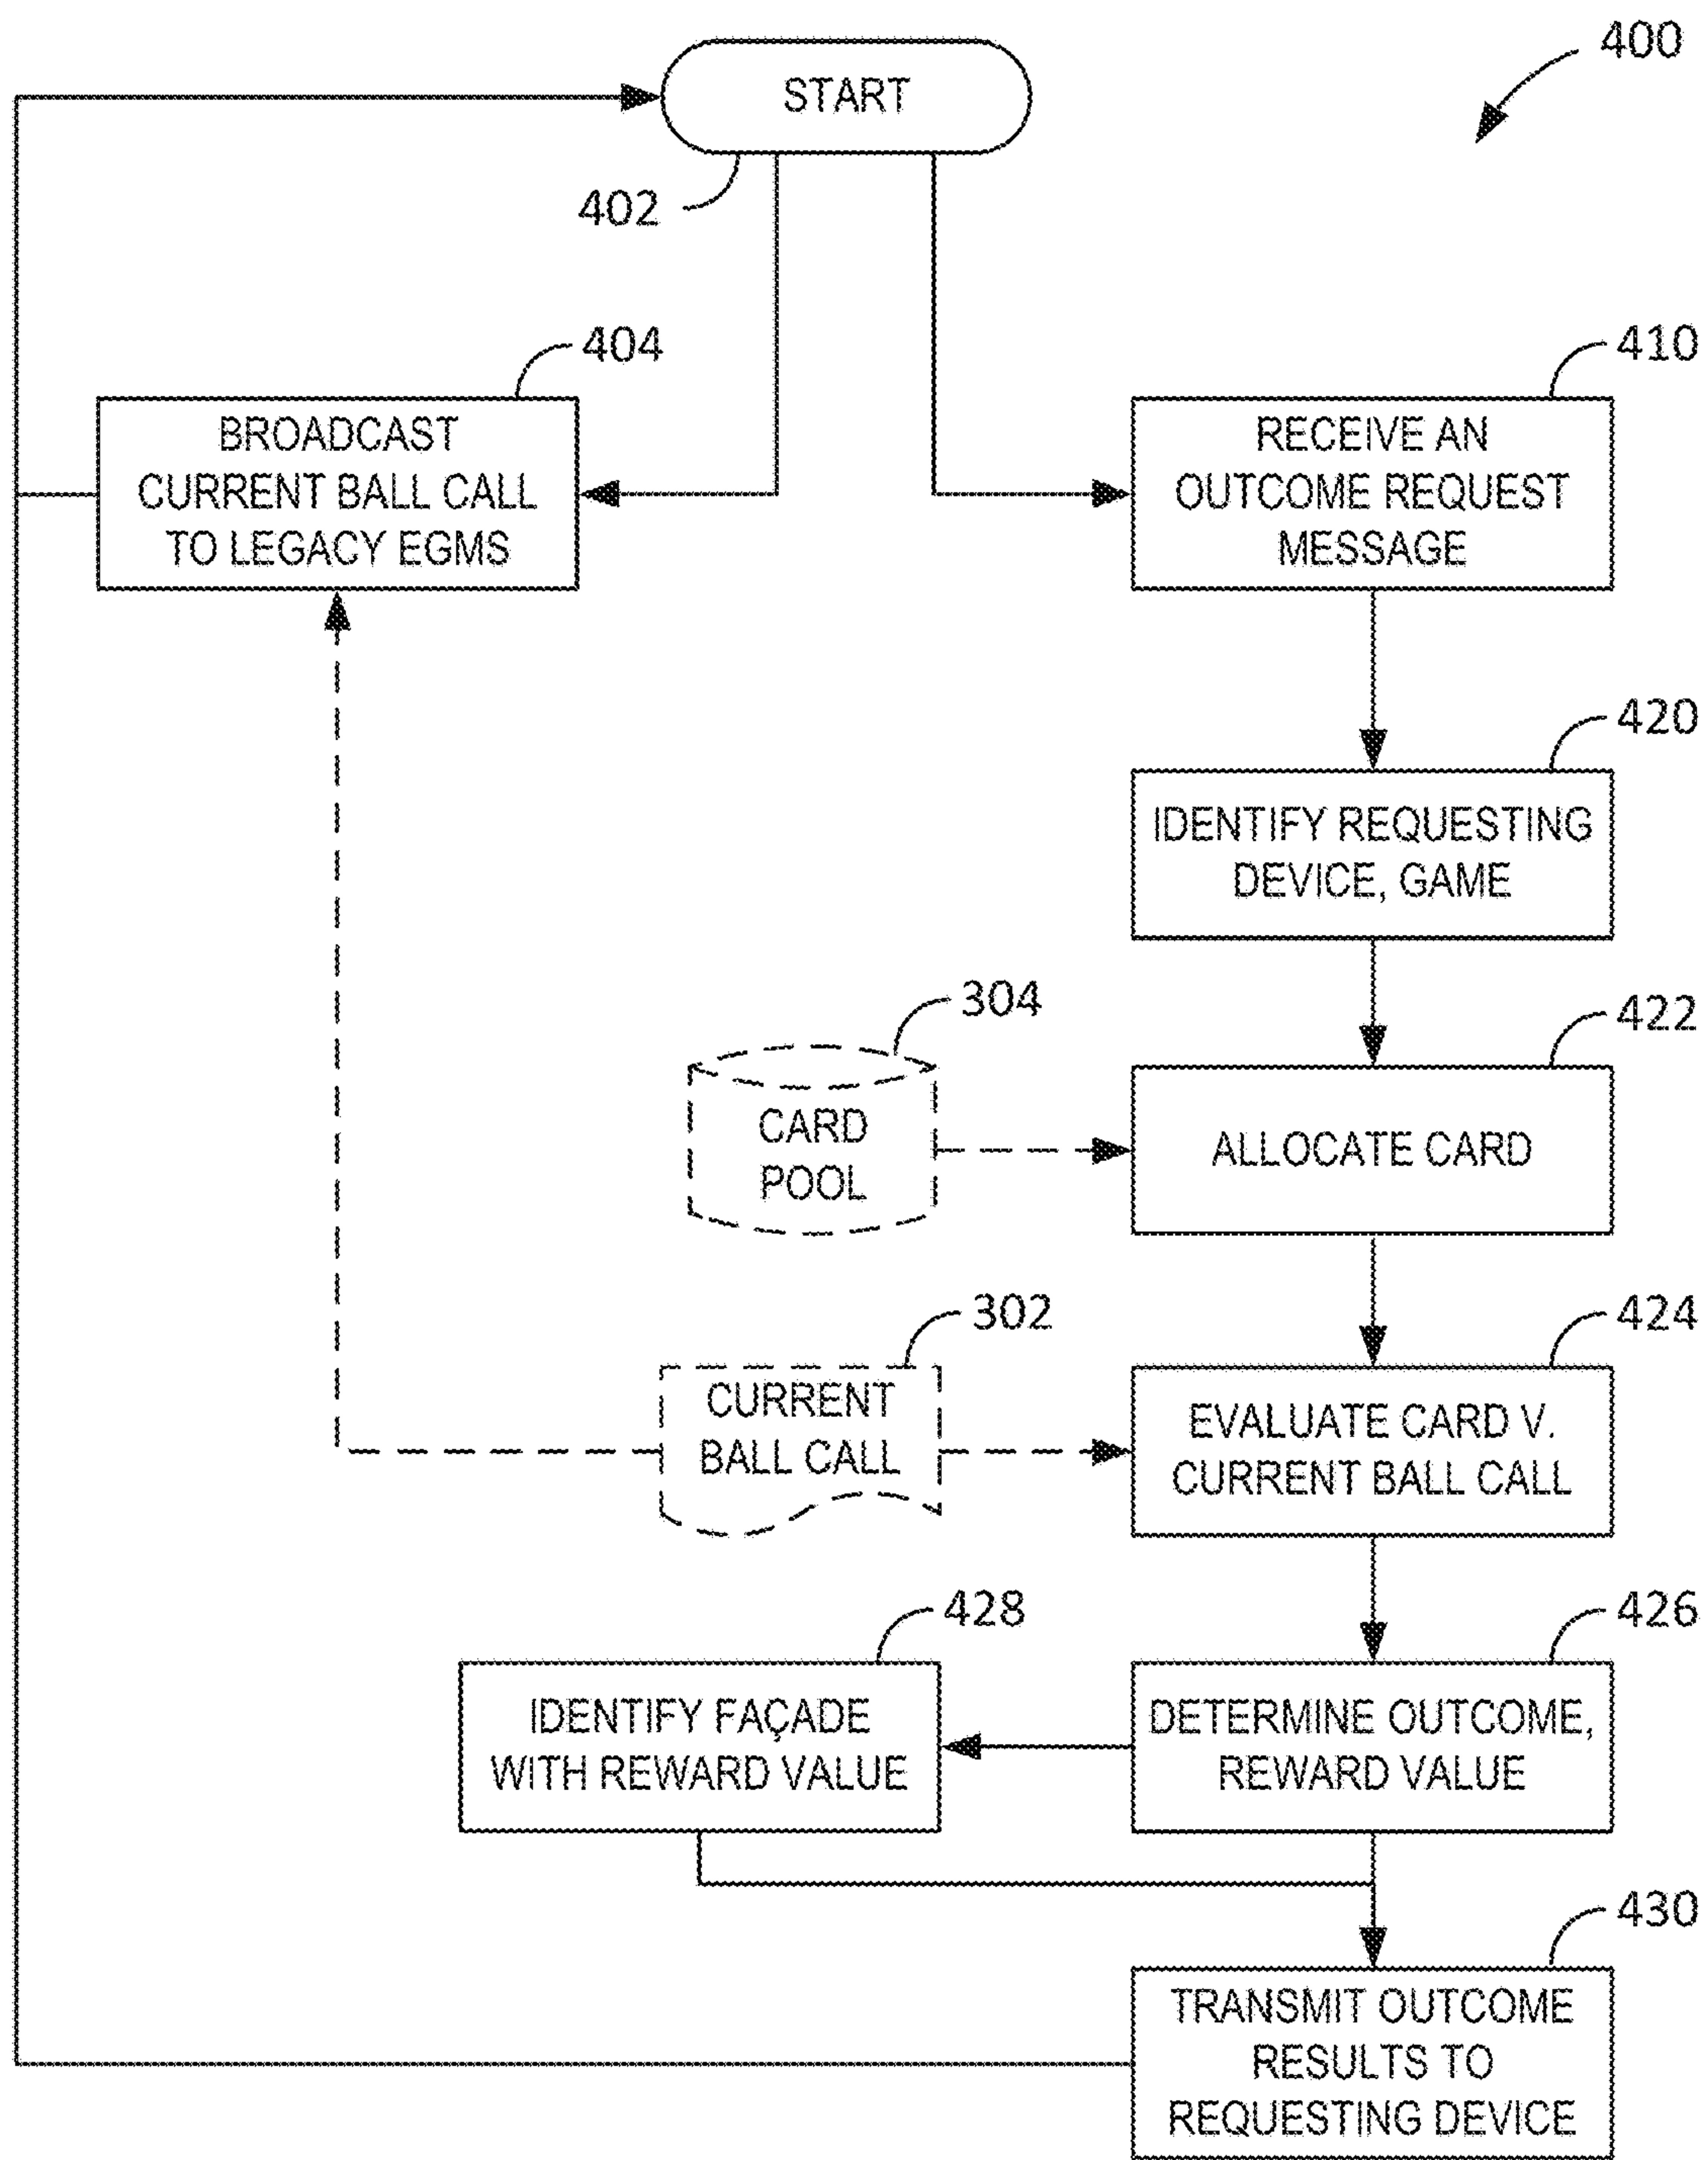 400
START
402
404
BROADCAST
CURRENT BALL CALL
TO LEGACY EGMS
410
RECEIVE AN
OUTCOME REQUEST
MESSAGE
420
IDENTIFY REQUESTING
DEVICE, GAME
304
CARD
POOL
422
ALLOCATE CARD
302
CURRENT
BALL CALL
424
EVALUATE CARD V.
CURRENT BALL CALL
428
IDENTIFY FAÇADE
WITH REWARD VALUE
426
DETERMINE OUTCOME,
REWARD VALUE
430
TRANSMIT OUTCOME
RESULTS TO
REQUESTING DEVICE